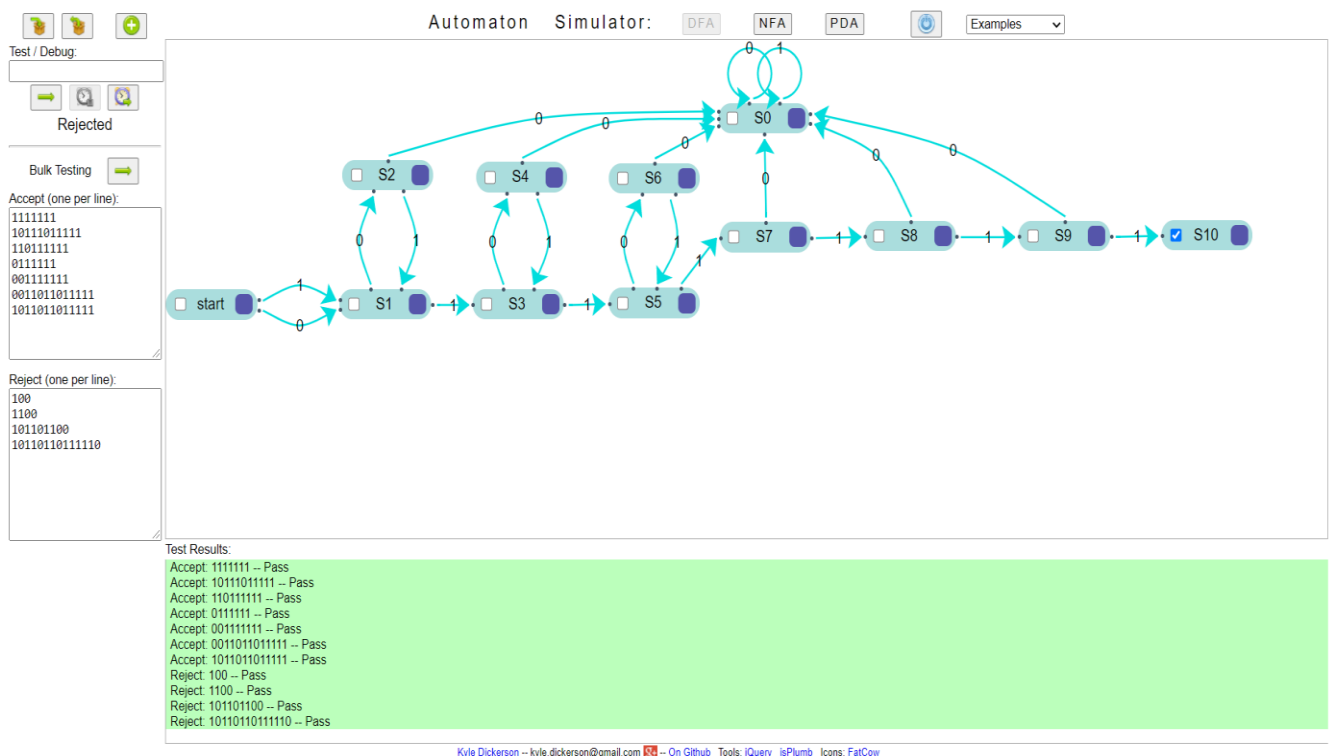 Automaton Simulator: DFA NFA PDA Examples
Test / Debug:
Rejected
Bulk Testing
Accept (one per line):
1111111
10111011111
110111111
0111111
001111111
0011011011111
1011011011111
Reject (one per line):
100
1100
101101100
10110110111110
0 1
S0
0 0 0 0 0 0
S2 S4 S6
S7 1 S8 1 S9 1 S10
0 1 0 1 0 1 1
start 1 0 S1 1 S3 1 S5
Test Results:
Accept: 1111111 -- Pass
Accept: 10111011111 -- Pass
Accept: 110111111 -- Pass
Accept: 0111111 -- Pass
Accept: 001111111 -- Pass
Accept: 0011011011111 -- Pass
Accept: 1011011011111 -- Pass
Reject: 100 -- Pass
Reject: 1100 -- Pass
Reject: 101101100 -- Pass
Reject: 10110110111110 -- Pass
Kyle Dickerson -- kyle.dickerson@gmail.com -- On Github Tools: jQuery jsPlumb Icons: FatCow